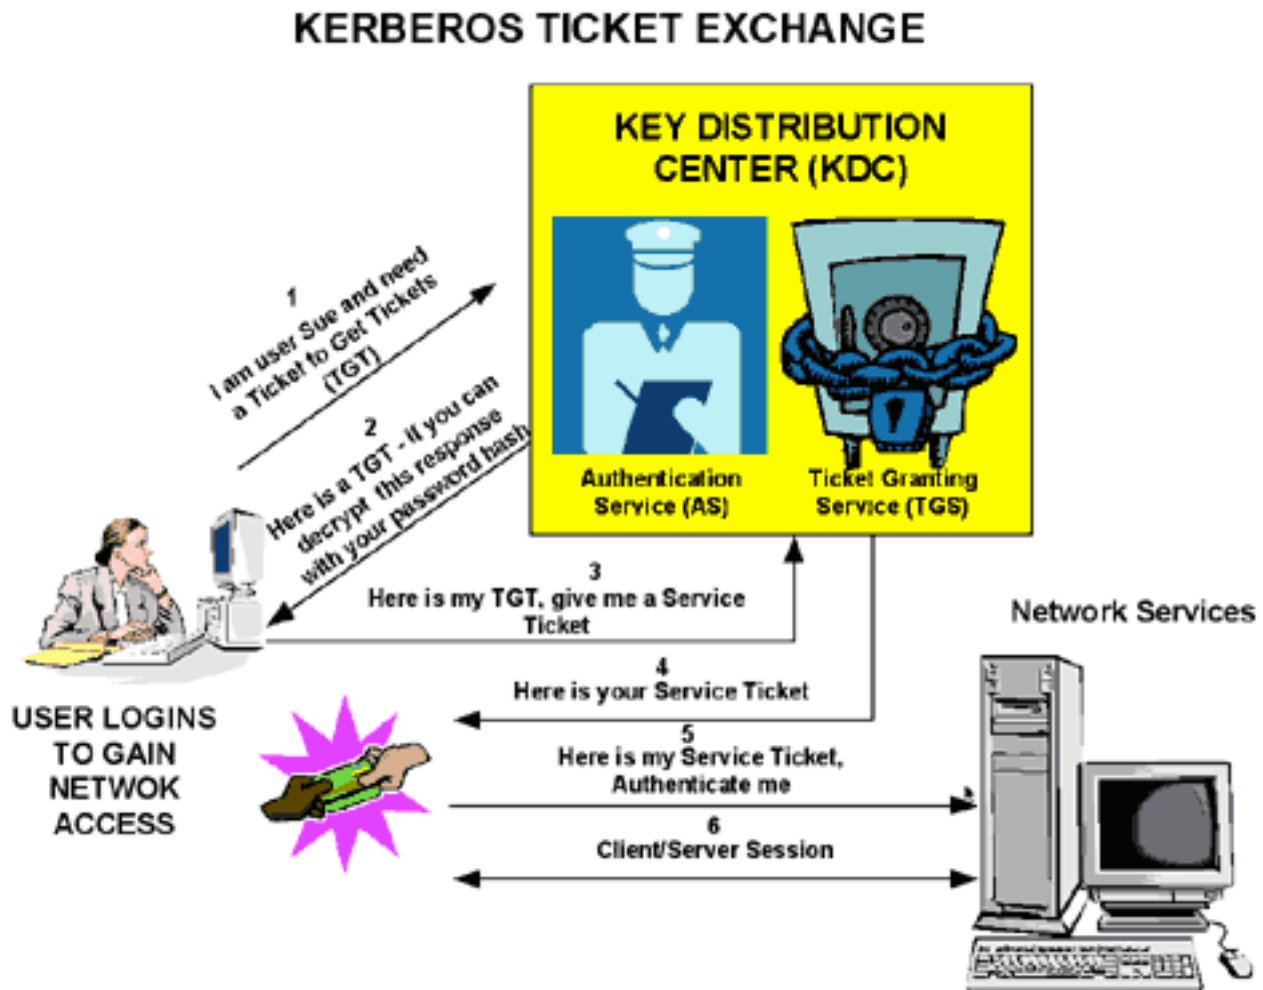 KERBEROS TICKET EXCHANGE
KEY DISTRIBUTION
CENTER (KDC)
Authentication
Service (AS)
Ticket Granting
Service (TGS)
1
i am user Sue and need
a Ticket to Get Tickets
(TGT)
2
Here is a TGT - if you can
decrypt this response
with your password hash
3
Here is my TGT, give me a Service
Ticket
4
Here is your Service Ticket
5
Here is my Service Ticket,
Authenticate me
6
Client/Server Session
Network Services
USER LOGINS
TO GAIN
NETWOK
ACCESS